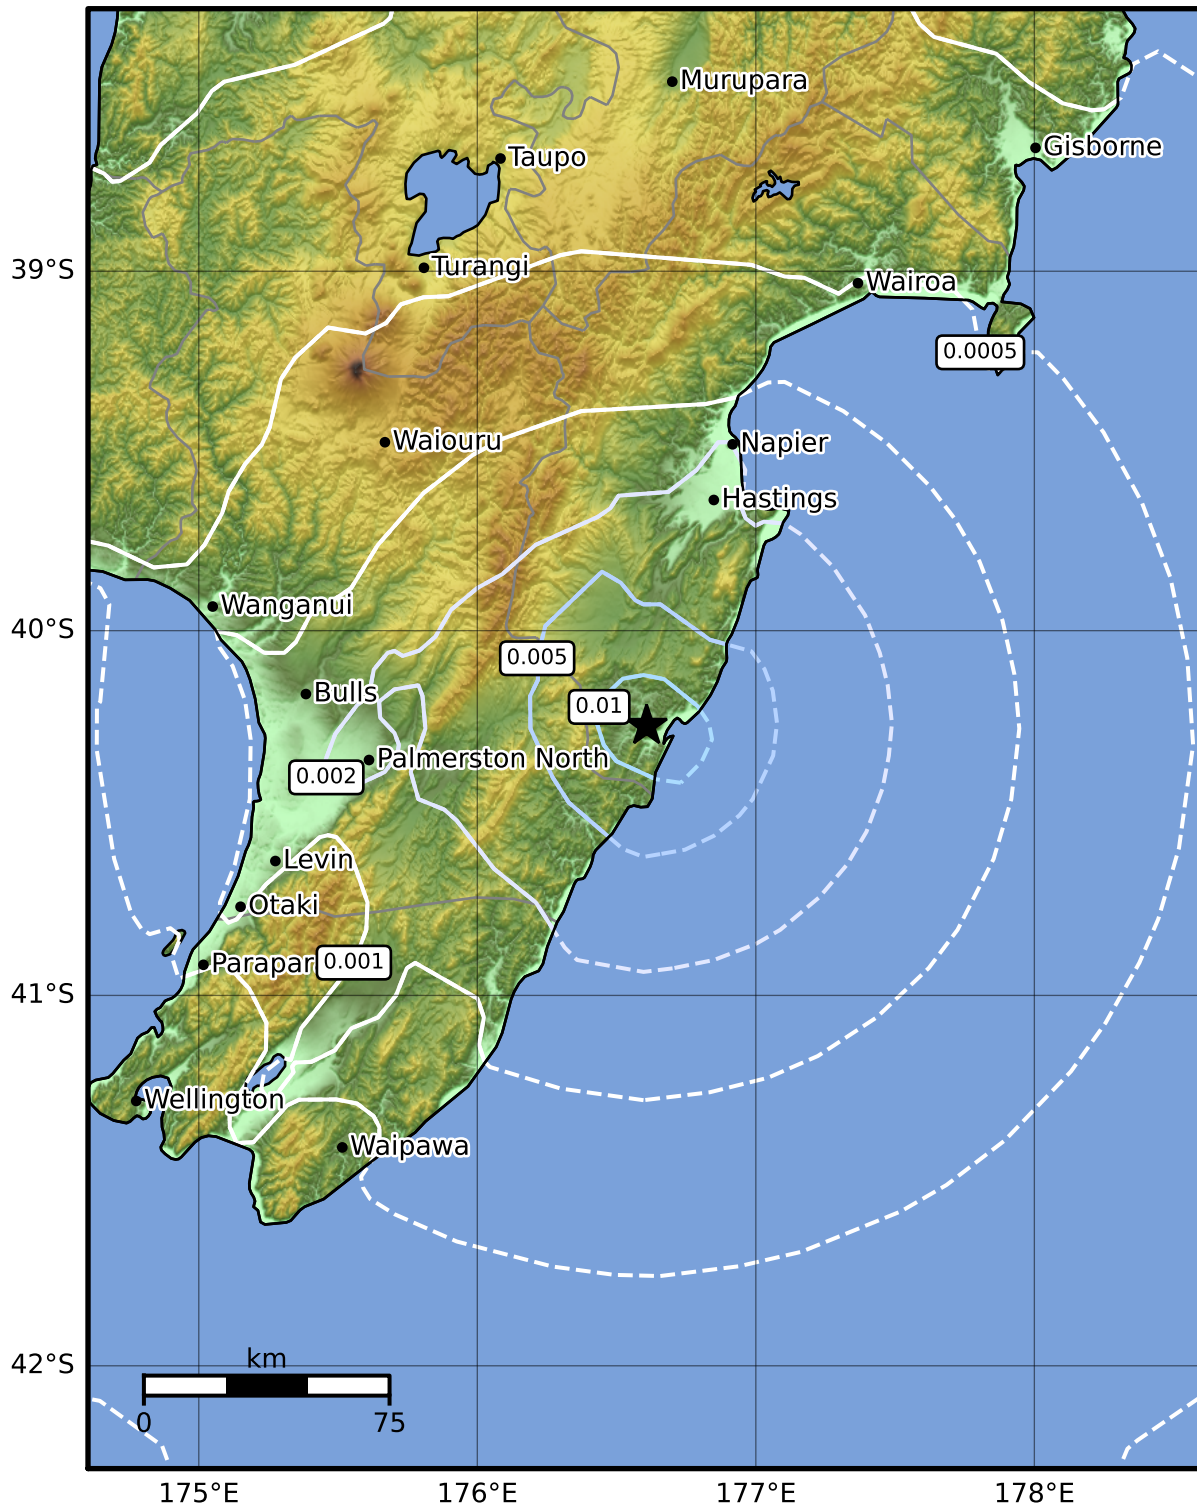 Murupara
Gisborne
Taupo
Turangi
39°S
Wairoa
0.0005
Waiouru
Napier
Hastings
Wanganui
40°S
0.005
Bulls
0.01
Palmerston North
0.002
Levin
Otaki
Parapar
0.001
41°S
Wellington
Waipawa
42°S
km
0
75
175°E
176°E
177°E
178°E